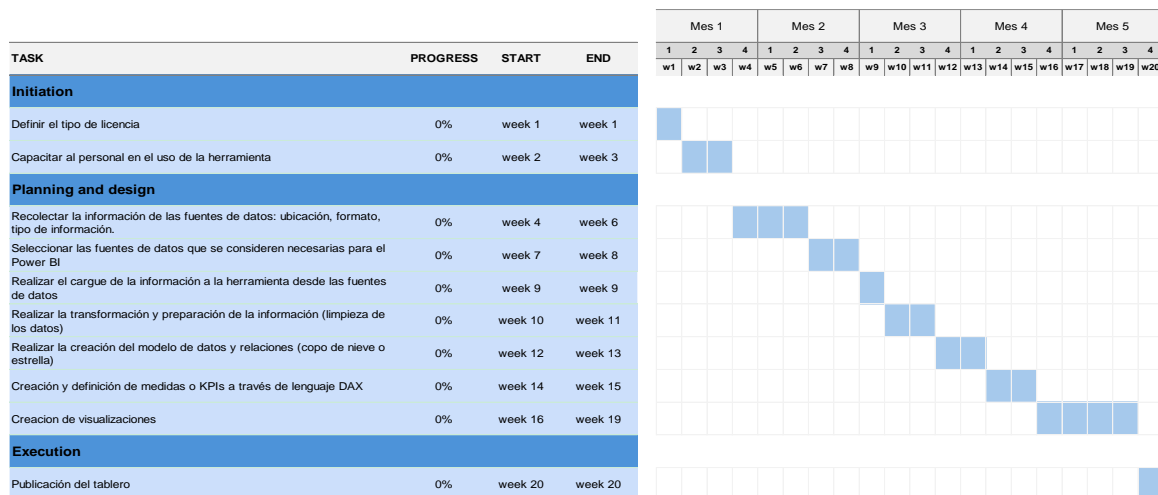 Mes 1 Mes 2 Mes 3 Mes 4 Mes 5
1 2 3 4 1 2 3 4 1 2 3 4 1 2 3 4 1 2 3 4
TASK PROGRESS START END
w1 w2 w3 w4 w5 w6 w7 w8 w9 w10 w11 w12 w13 w14 w15 w16 w17 w18 w19 w20
Initiation
Definir el tipo de licencia 0% week 1 week 1
Capacitar al personal en el uso de la herramienta 0% week 2 week 3
Planning and design
Recolectar la información de las fuentes de datos: ubicación, formato,
tipo de información. 0% week 4 week 6
Seleccionar las fuentes de datos que se consideren necesarias para el
Power BI 0% week 7 week 8
Realizar el cargue de la información a la herramienta desde las fuentes
de datos 0% week 9 week 9
Realizar la transformación y preparación de la información (limpieza de
los datos) 0% week 10 week 11
Realizar la creación del modelo de datos y relaciones (copo de nieve o
estrella) 0% week 12 week 13
Creación y definición de medidas o KPIs a través de lenguaje DAX 0% week 14 week 15
Creacion de visualizaciones 0% week 16 week 19
Execution
Publicación del tablero 0% week 20 week 20